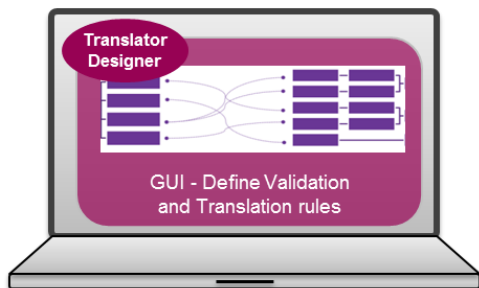 Translator
Designer
GUI - Define Validation
and Translation rules